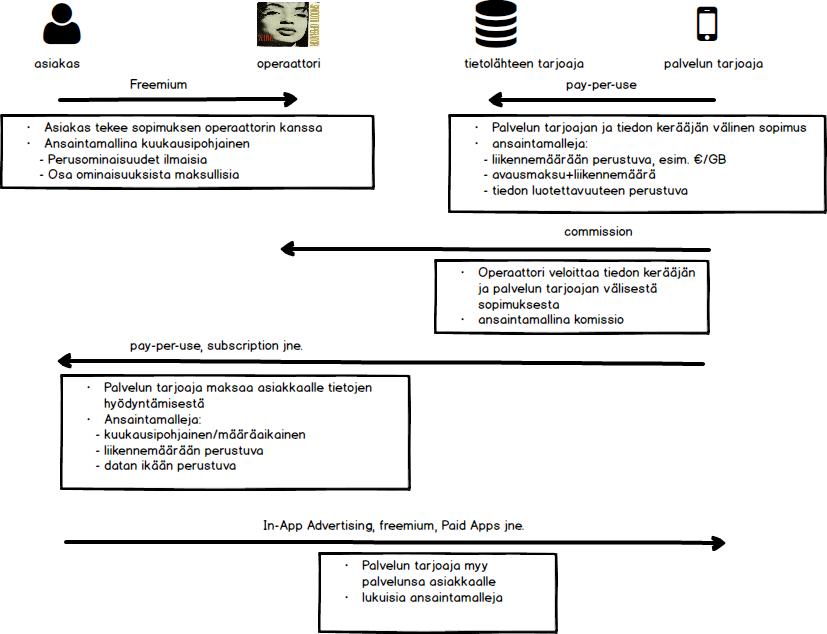 SMOOTH OPERATOR
asiakas
operaattori
tietolähteen tarjoaja
palvelun tarjoaja
Freemium
pay-per-use
· Asiakas tekee sopimuksen operaattorin kanssa
· Ansaintamallina kuukausipohjainen
- Perusominaisuudet ilmaisia
- Osa ominaisuuksista maksullisia
· Palvelun tarjoajan ja tiedon kerääjän välinen sopimus
· ansaintamalleja:
- liikennemäärään perustuva, esim. €/GB
- avausmaksu+liikennemäärä
- tiedon luotettavuuteen perustuva
commission
· Operaattori veloittaa tiedon kerääjän
ja palvelun tarjoajan välisestä
sopimuksesta
· ansaintamallina komissio
pay-per-use, subscription jne.
· Palvelun tarjoaja maksaa asiakkaalle tietojen
hyödyntämisestä
· Ansaintamalleja:
- kuukausipohjainen/määräaikainen
- liikennemäärään perustuva
- datan ikään perustuva
In-App Advertising, freemium, Paid Apps jne.
· Palvelun tarjoaja myy
palvelunsa asiakkaalle
· lukuisia ansaintamalleja